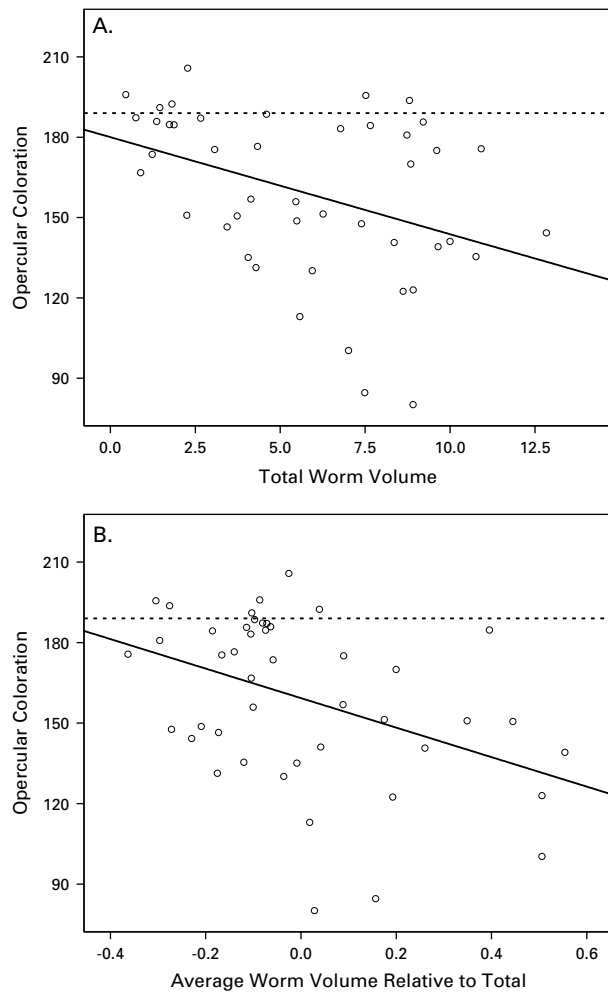 A.
210
180
150
120
90
Opercular Coloration
0.0 2.5 5.0 7.5 10.0 12.5
Total Worm Volume
B.
210
180
150
120
90
Opercular Coloration
-0.4 -0.2 0.0 0.2 0.4 0.6
Average Worm Volume Relative to Total